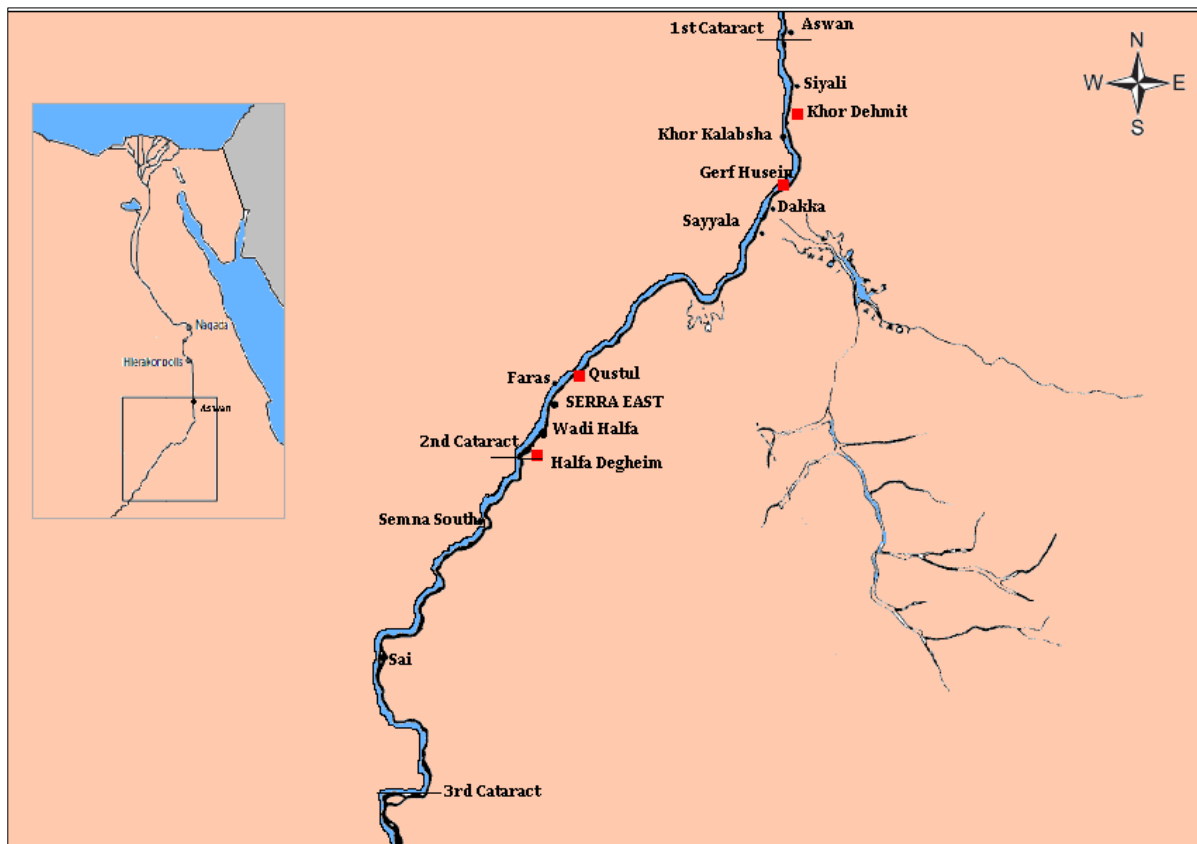 Aswan
1st Cataract
N
W E
S
Siyali
Khor Dehmit
Khor Kalabsha
Gerf Husein
Dakka
Sayyala
Naqada
Hierakonpolis
Aswan
Faras
Qustul
SERRA EAST
Wadi Halfa
2nd Cataract
Halfa Degheim
Semna South
Sai
3rd Cataract